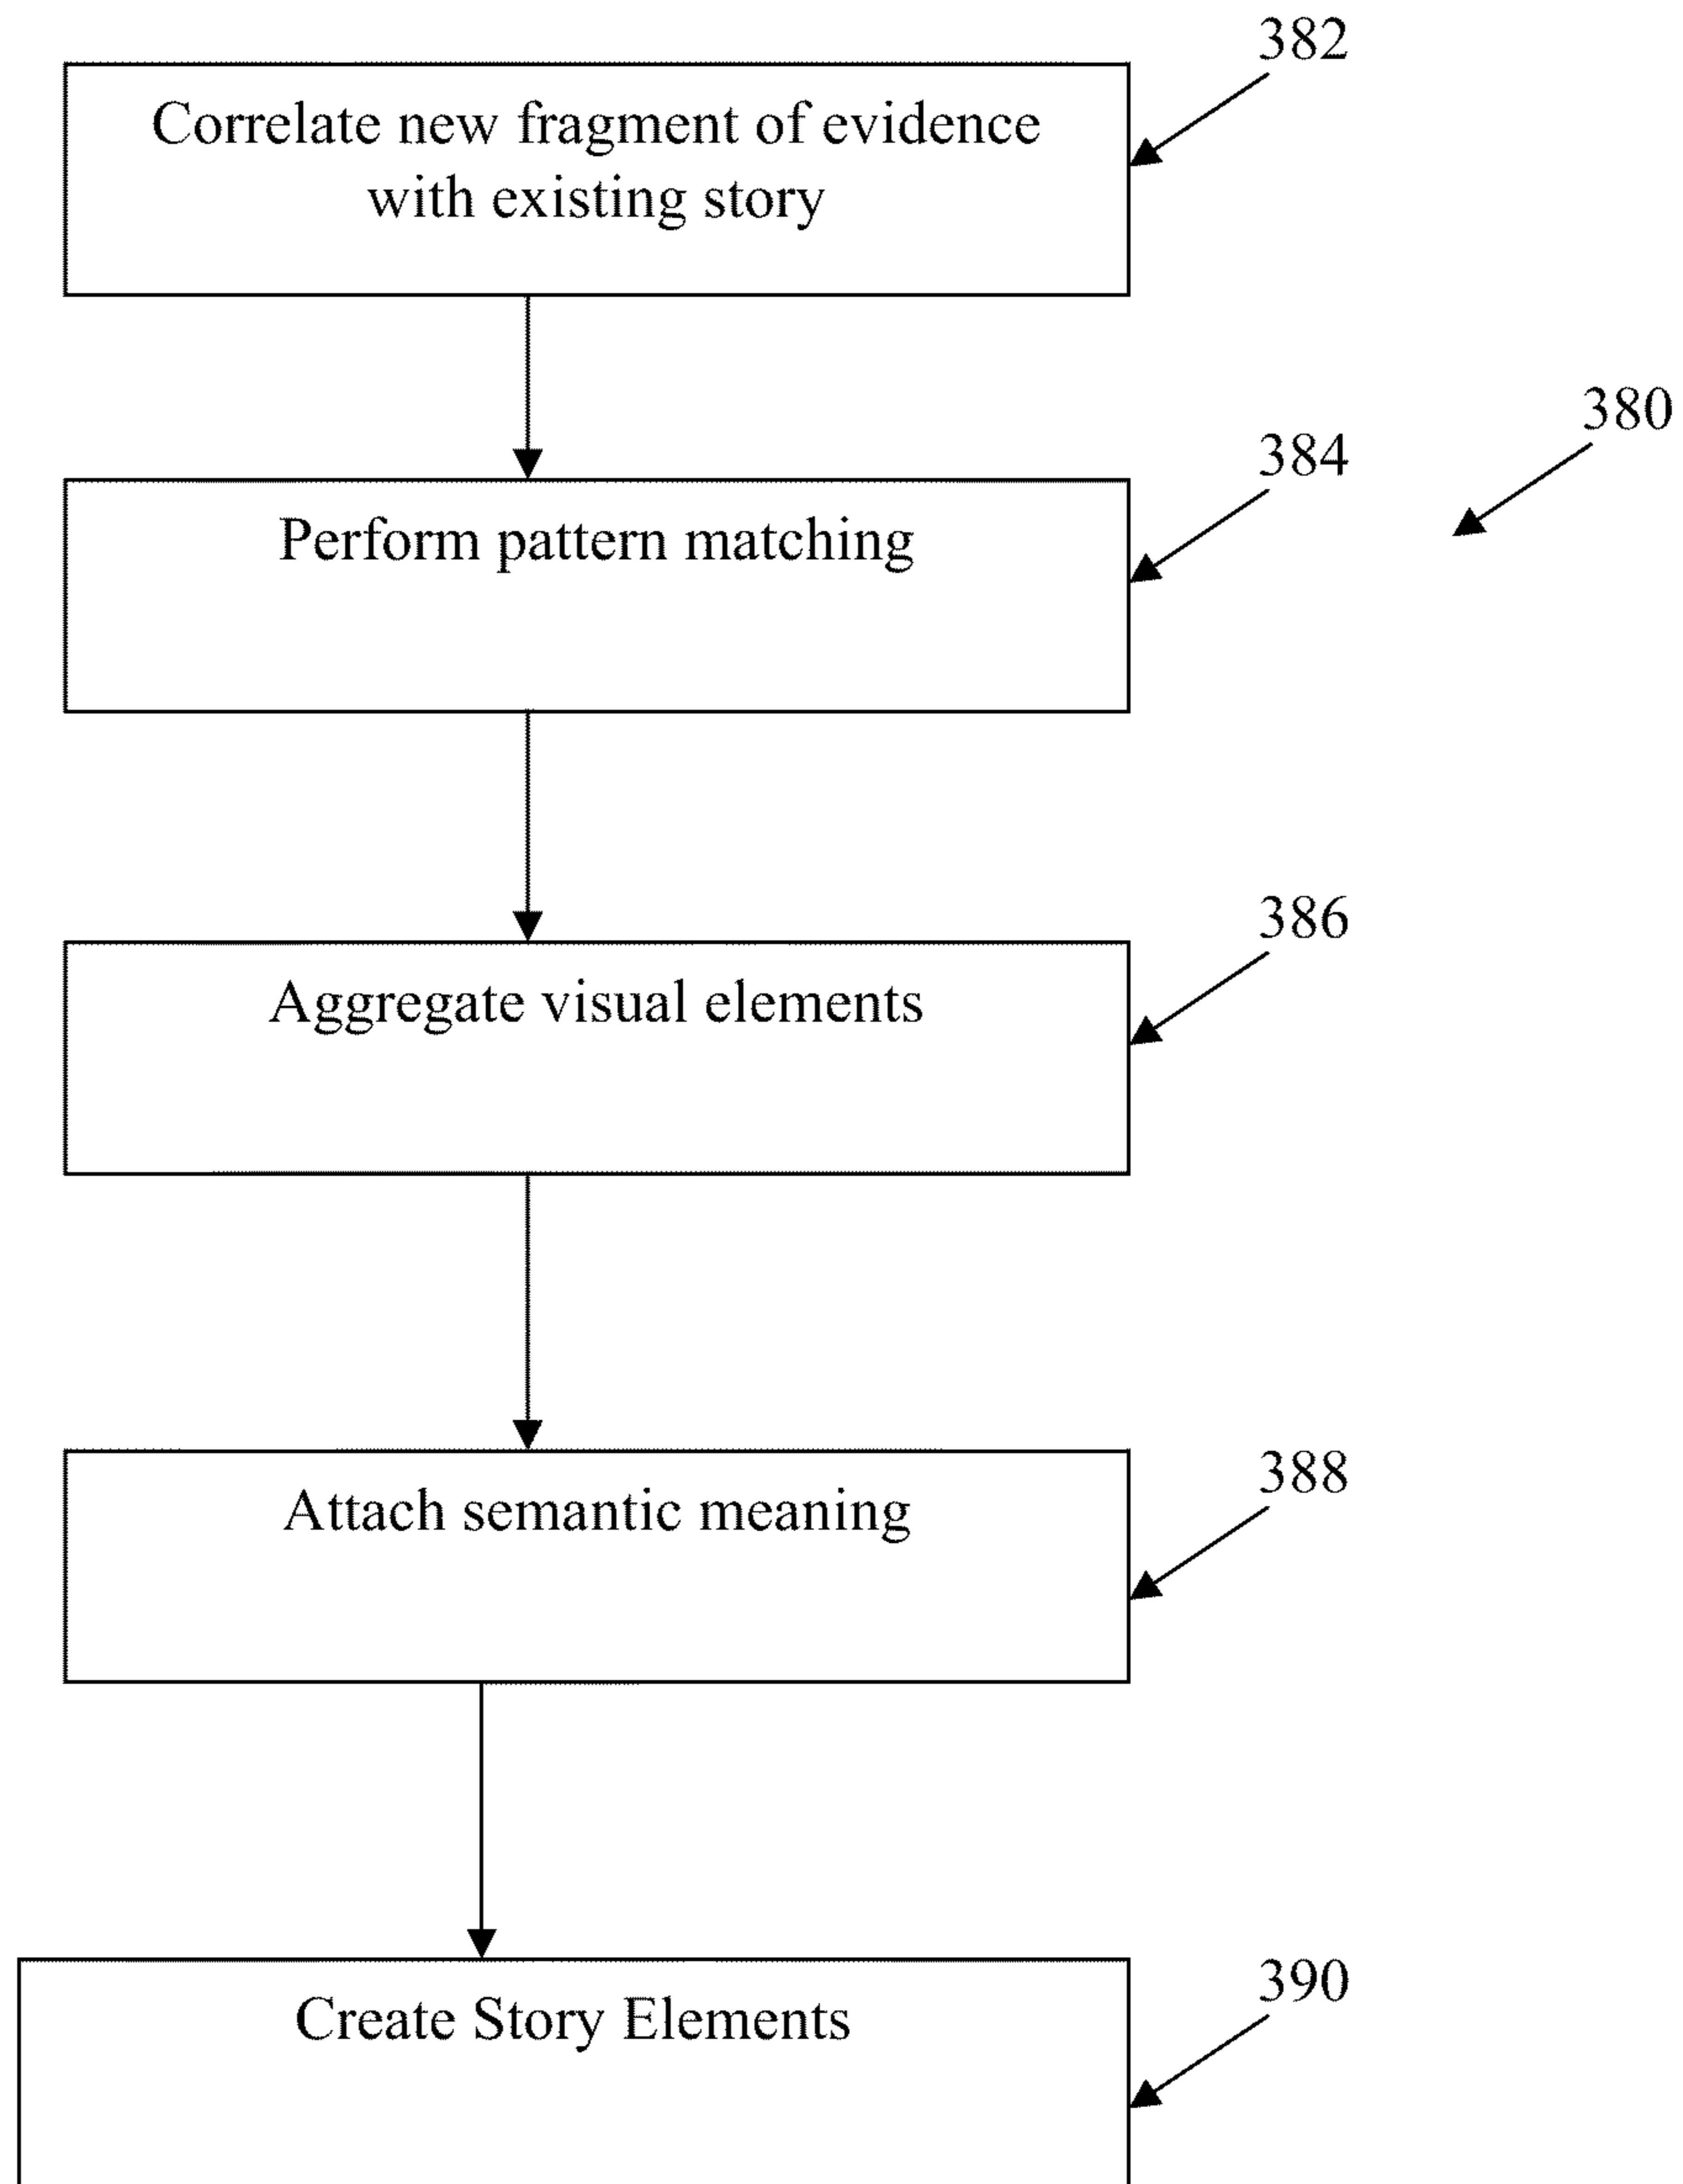 382
Correlate new fragment of evidence
with existing story
380
384
Perform pattern matching
386
Aggregate visual elements
388
Attach semantic meaning
390
Create Story Elements